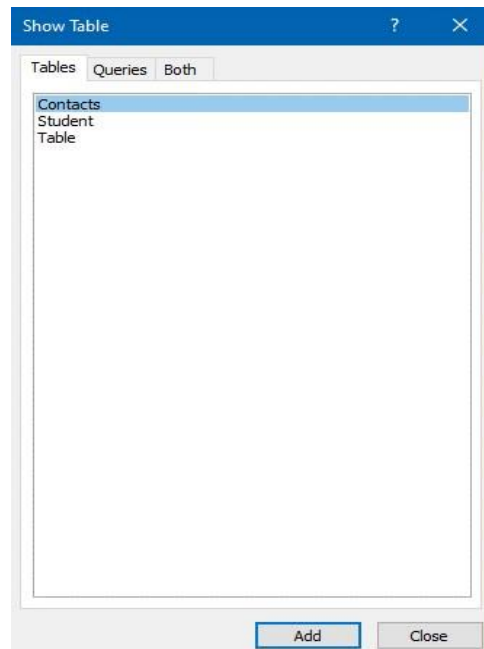 Show Table ? ×
Tables Queries Both
Contacts
Student
Table
Add Close